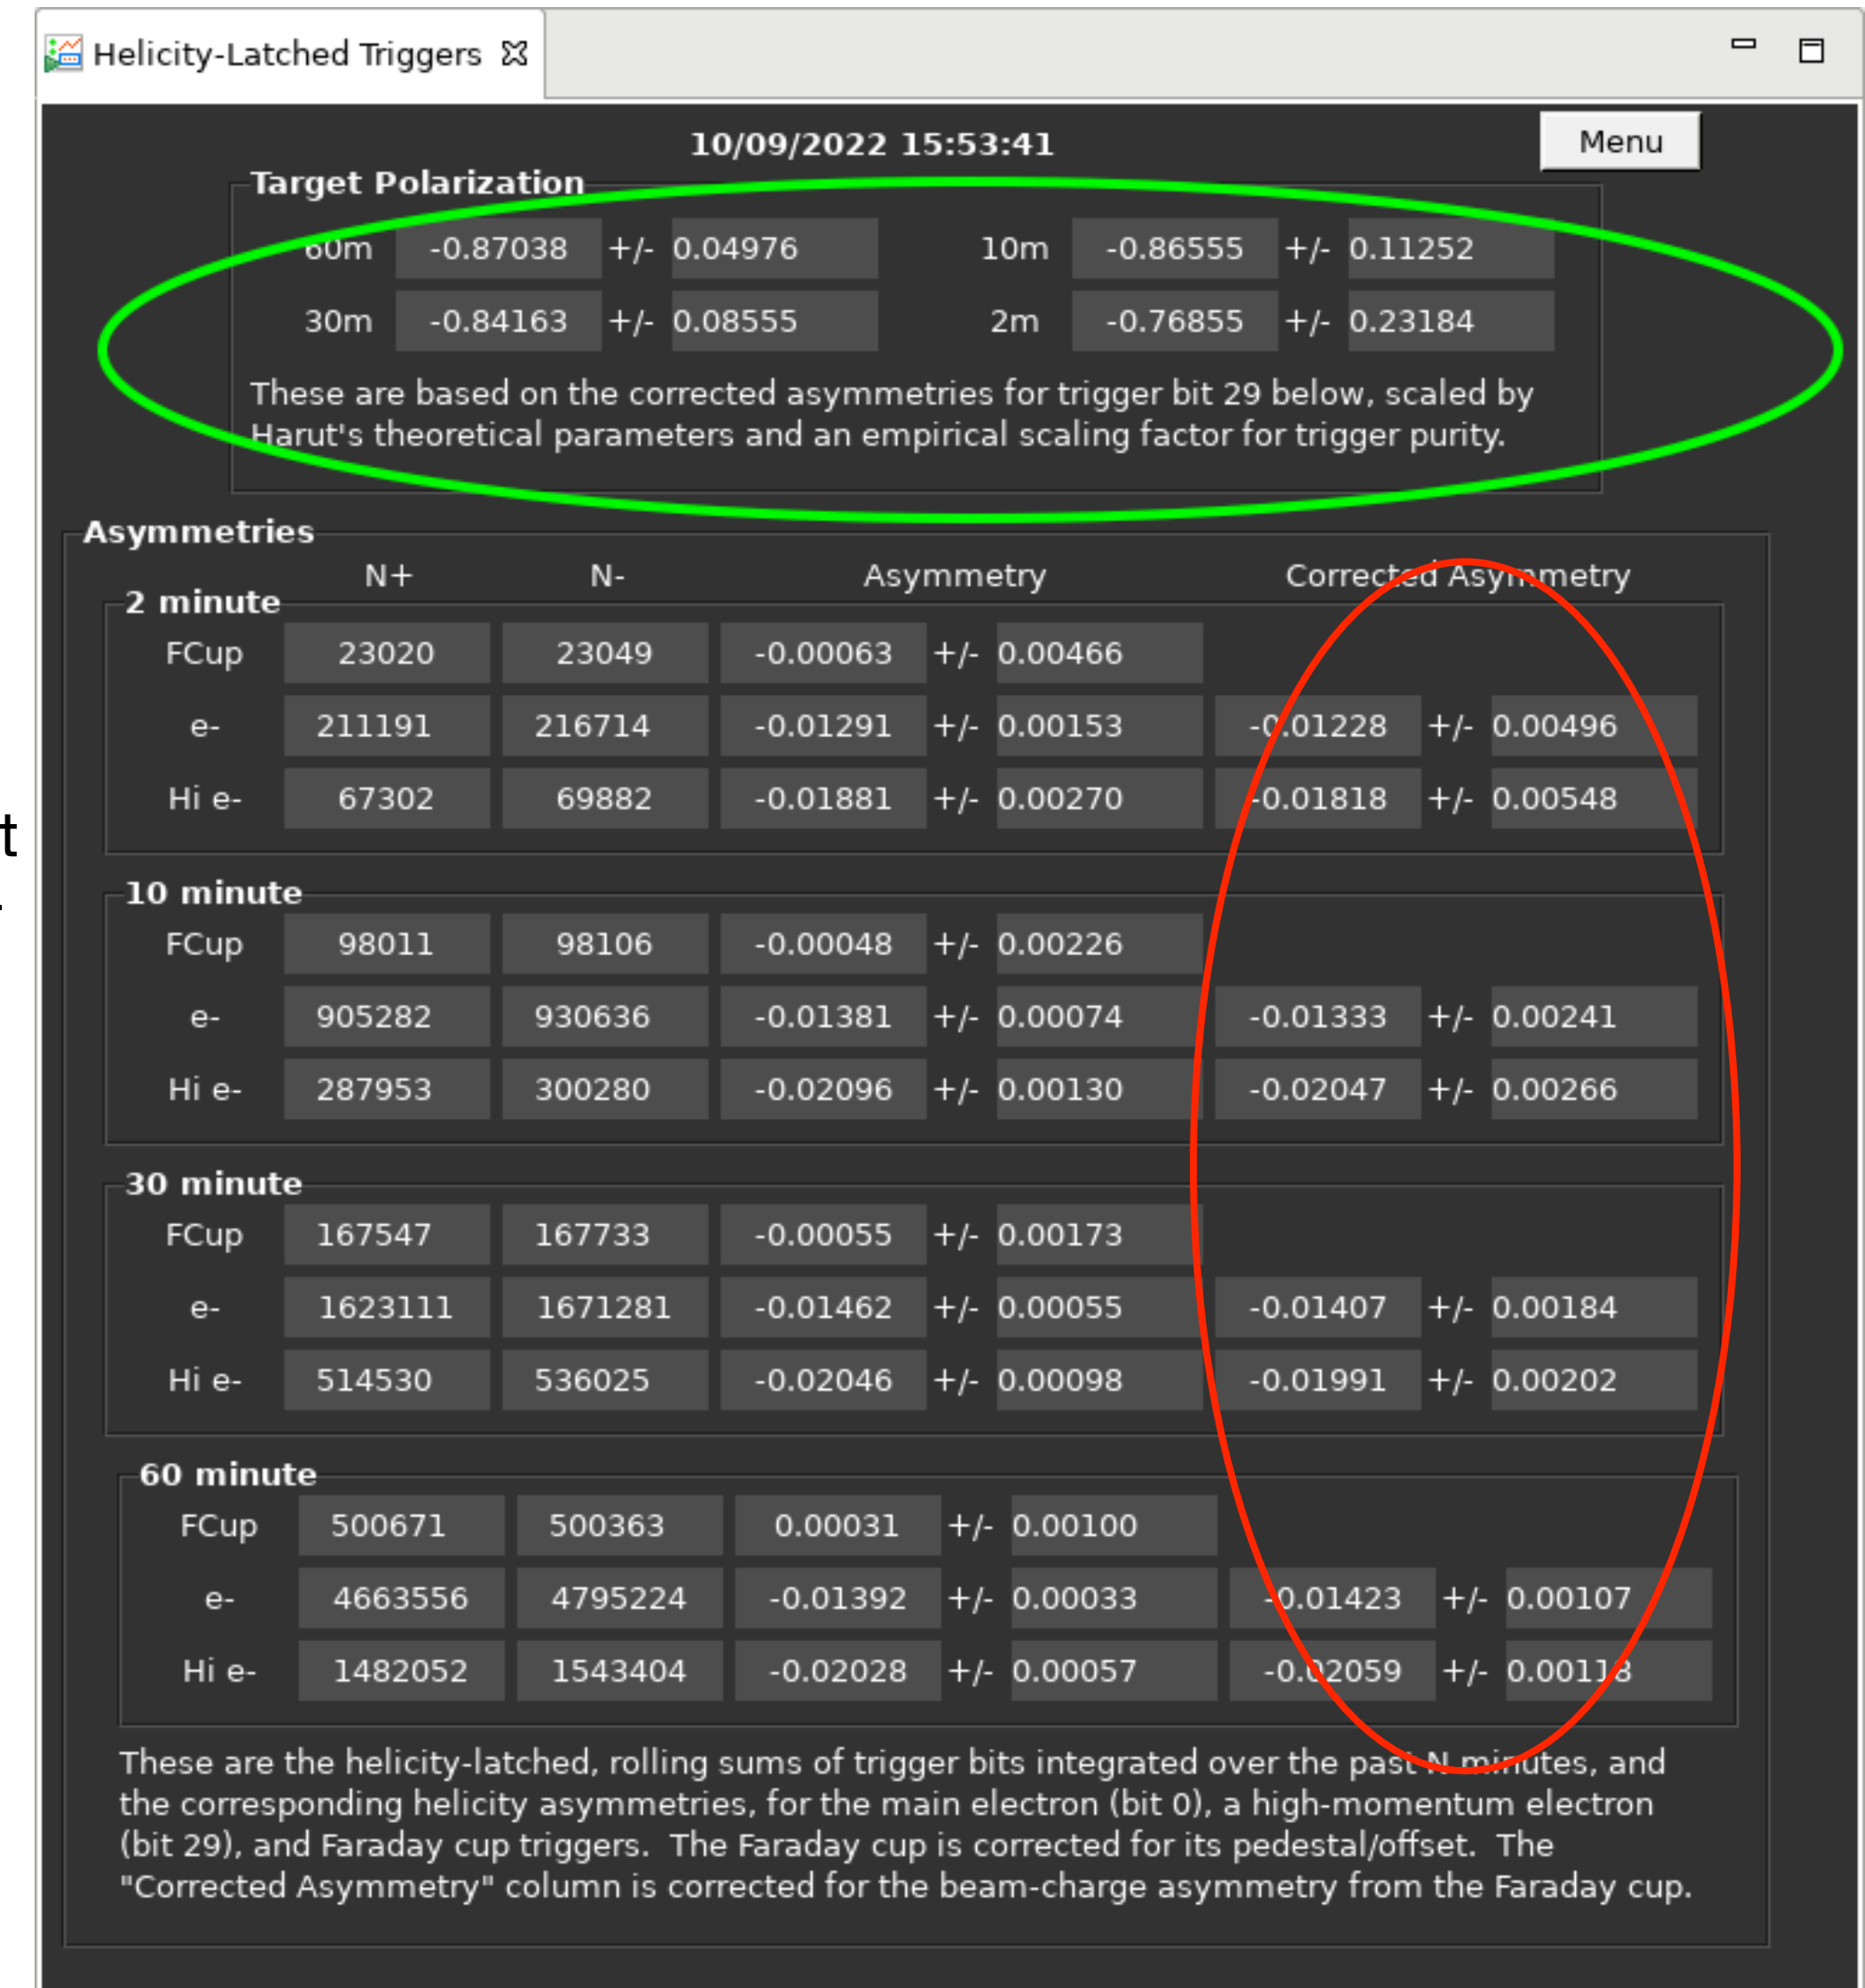 Helicity-Latched Triggers
10/09/2022 15:53:41 Menu
Target Polarization
60m -0.87038 +/- 0.04976 10m -0.86555 +/- 0.11252
30m -0.84163 +/- 0.08555 2m -0.76855 +/- 0.23184
These are based on the corrected asymmetries for trigger bit 29 below, scaled by
Harut's theoretical parameters and an empirical scaling factor for trigger purity.
Asymmetries
N+ N- Asymmetry Corrected Asymmetry
2 minute
FCup 23020 23049 -0.00063 +/- 0.00466
e- 211191 216714 -0.01291 +/- 0.00153 -0.01228 +/- 0.00496
Hi e- 67302 69882 -0.01881 +/- 0.00270 -0.01818 +/- 0.00548
t
10 minute
FCup 98011 98106 -0.00048 +/- 0.00226
e- 905282 930636 -0.01381 +/- 0.00074 -0.01333 +/- 0.00241
Hi e- 287953 300280 -0.02096 +/- 0.00130 -0.02047 +/- 0.00266
30 minute
FCup 167547 167733 -0.00055 +/- 0.00173
e- 1623111 1671281 -0.01462 +/- 0.00055 -0.01407 +/- 0.00184
Hi e- 514530 536025 -0.02046 +/- 0.00098 -0.01991 +/- 0.00202
60 minute
FCup 500671 500363 0.00031 +/- 0.00100
e- 4663556 4795224 -0.01392 +/- 0.00033 -0.01423 +/- 0.00107
Hi e- 1482052 1543404 -0.02028 +/- 0.00057 -0.02059 +/- 0.00118
These are the helicity-latched, rolling sums of trigger bits integrated over the past N minutes, and
the corresponding helicity asymmetries, for the main electron (bit 0), a high-momentum electron
(bit 29), and Faraday cup triggers. The Faraday cup is corrected for its pedestal/offset. The
"Corrected Asymmetry" column is corrected for the beam-charge asymmetry from the Faraday cup.